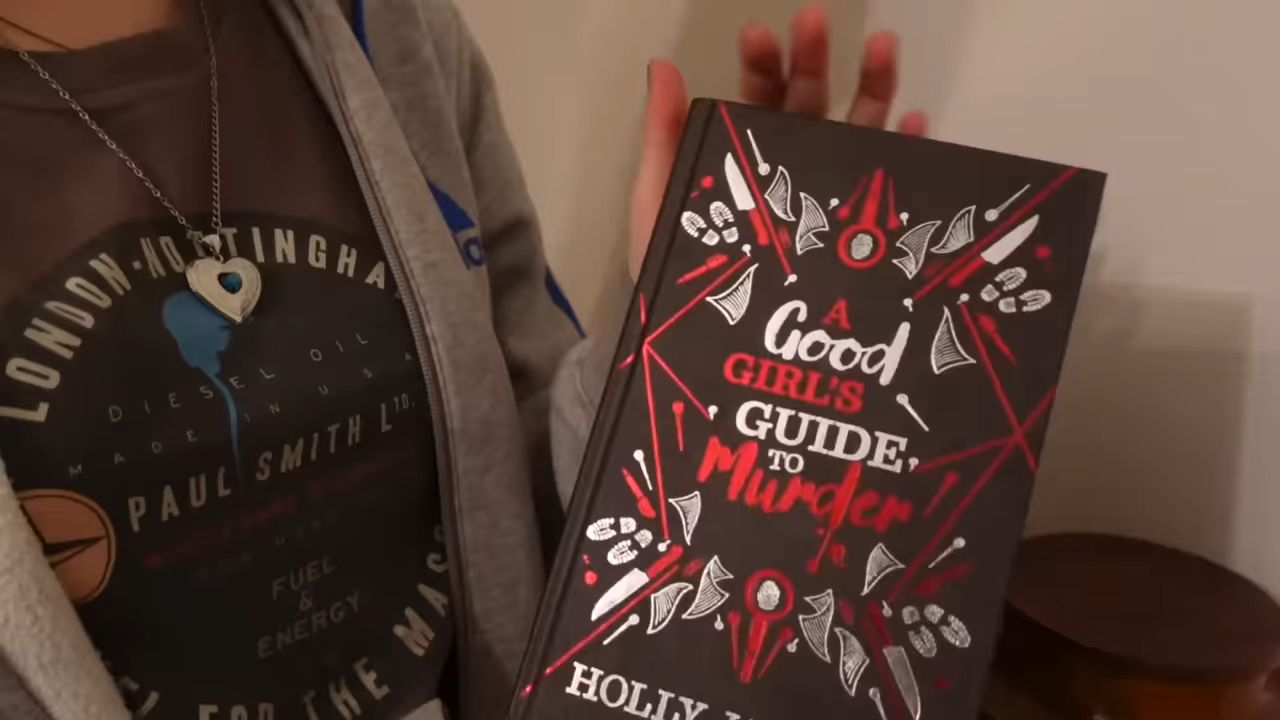 LONDON-NOTTINGHA
DIESEL OIL
MADE IN USA
PAUL SMITH LTD.
FUEL
&
ENERGY
FOR THE MAS
A
Good
GIRL'S
GUIDE
TO
Murder
HOLLY